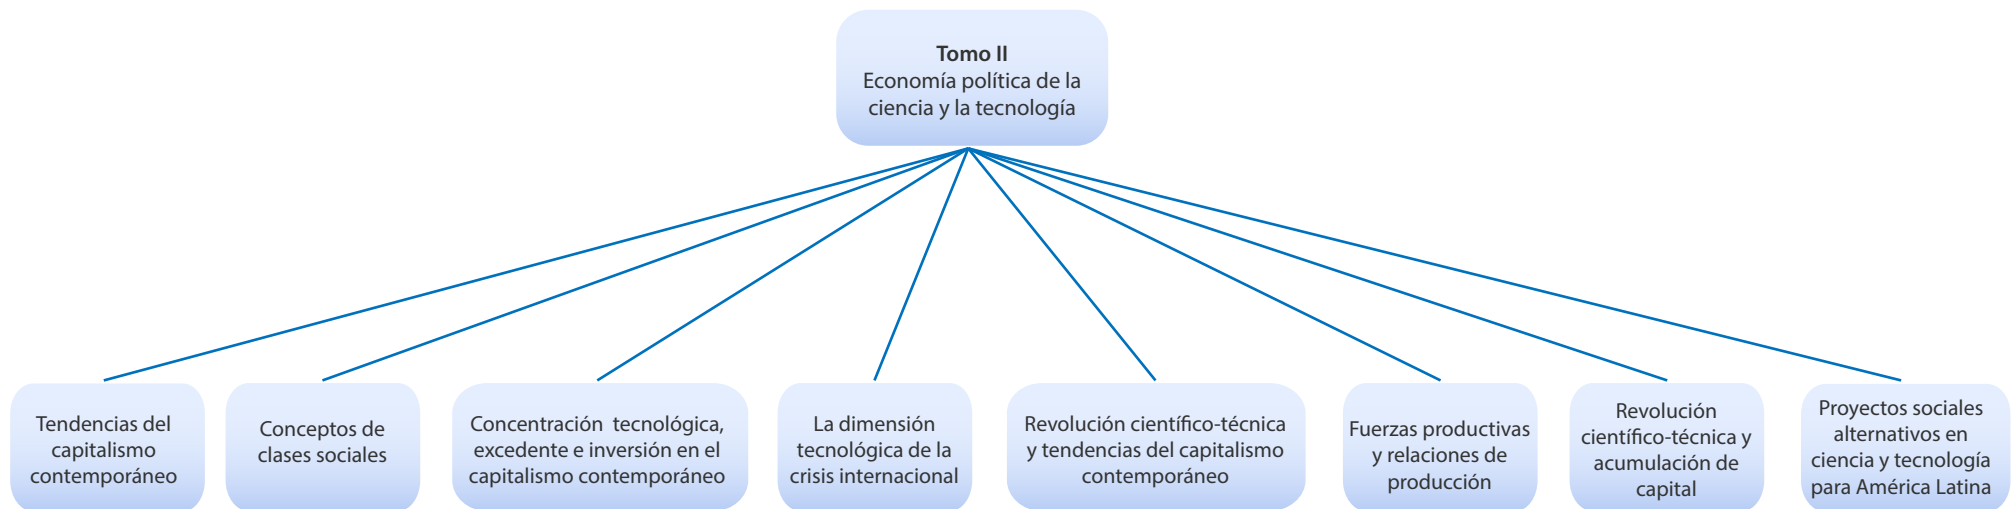 Tomo II
Economía política de la
ciencia y la tecnología
Tendencias del
capitalismo
contemporáneo
Conceptos de
clases sociales
Concentración tecnológica,
excedente e inversión en el
capitalismo contemporáneo
La dimensión
tecnológica de la
crisis internacional
Revolución científico-técnica
y tendencias del capitalismo
contemporáneo
Fuerzas productivas
y relaciones de
producción
Revolución
científico-técnica y
acumulación de
capital
Proyectos sociales
alternativos en
ciencia y tecnología
para América Latina